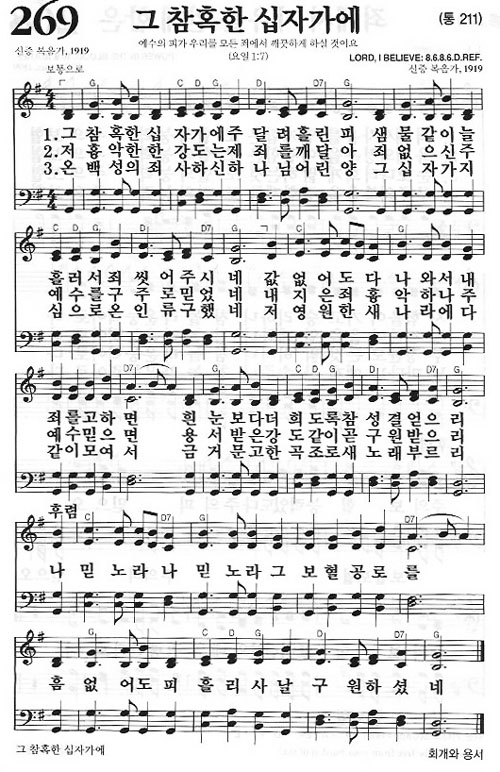 269 그 참혹한 십자가에 (통 211)
예수의 피가 우리를 모든 죄에서 깨끗하게 하실 것이요
신증 복음가, 1919 (요일 1:7) LORD, I BELIEVE: 8.6.8.6.D.REF.
보통으로 신증 복음가, 1919
G C D G D D7 G
1. 그 참 혹 한 십 자 가 에 주 달 려 흘 린 피 샘 물 같 이 늘
2. 저 흉 악 한 한 강 도 는 제 죄 를 깨 달 아 죄 없 으 신 주
3. 온 백 성 의 죄 사 하 신 하 나 님 어 린 양 그 십 자 가 지
G C D D7 G C D G
흘 러 서 죄 씻 어 주 시 네 값 없 어 도 다 나 와 서 내
예 수 를 구 주 로 믿 었 네 내 지 은 죄 흉 악 하 나 주
심 으 로 온 인 류 구 했 네 저 영 원 한 새 나 라 에 다
D D7 G C D D7 G
죄 를 고 하 면 흰 눈 보 다 더 희 도 록 참 성 결 얻 으 리
예 수 믿 으 면 용 서 받 은 강 도 같 이 곧 구 원 받 으 리
같 이 모 여 서 금 거 문 고 한 곡 조 로 새 노 래 부 르 리
후렴
C D D7 G
나 믿 노 라 나 믿 노 라 그 보 혈 공 로 를
G C D G D D7 G
흠 없 어 도 피 흘 리 사 날 구 원 하 셨 네
그 참혹한 십자가에 회개와 용서